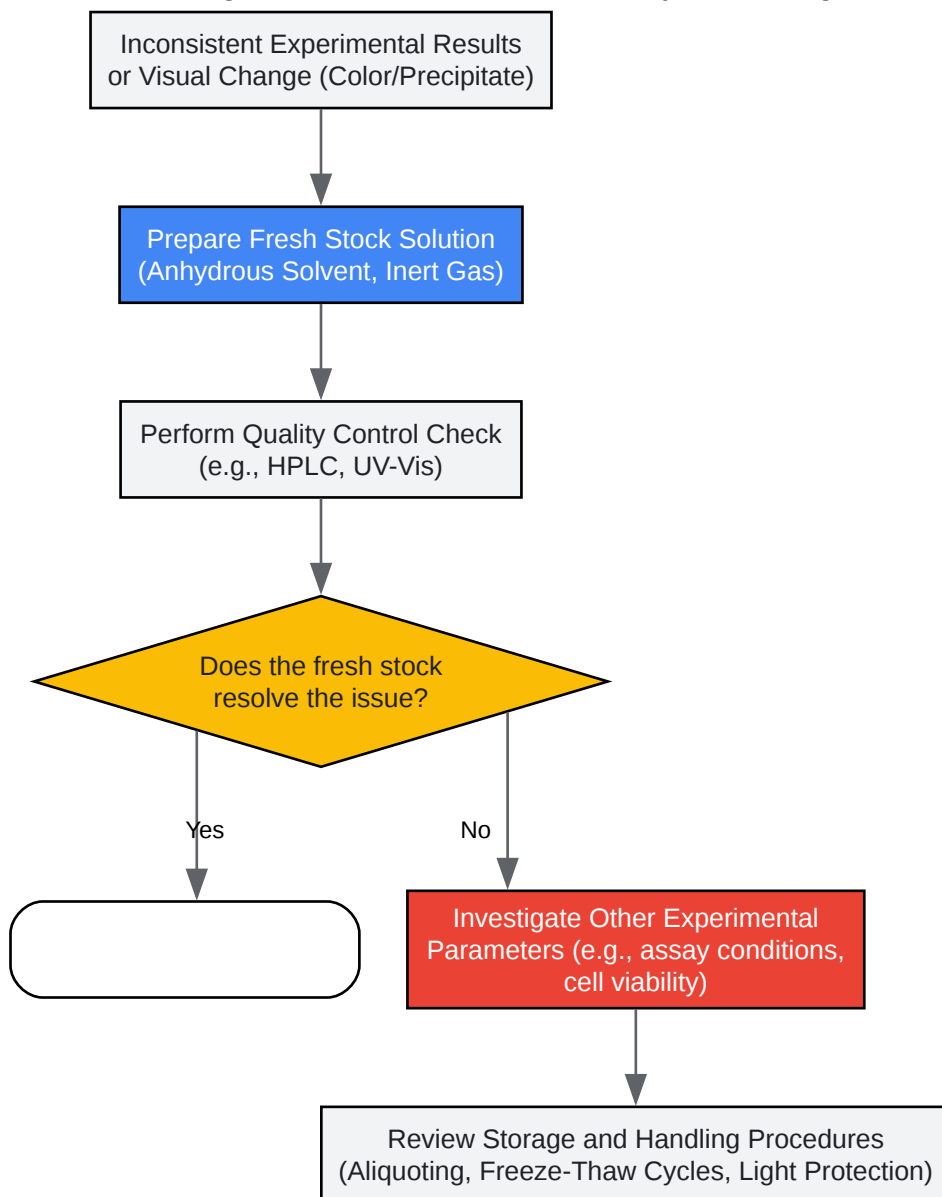 Inconsistent Experimental Results
or Visual Change (Color/Precipitate)
Prepare Fresh Stock Solution
(Anhydrous Solvent, Inert Gas)
Perform Quality Control Check
(e.g., HPLC, UV-Vis)
Does the fresh stock
resolve the issue?
Yes
No
Investigate Other Experimental
Parameters (e.g., assay conditions,
cell viability)
Review Storage and Handling Procedures
(Aliquoting, Freeze-Thaw Cycles, Light Protection)